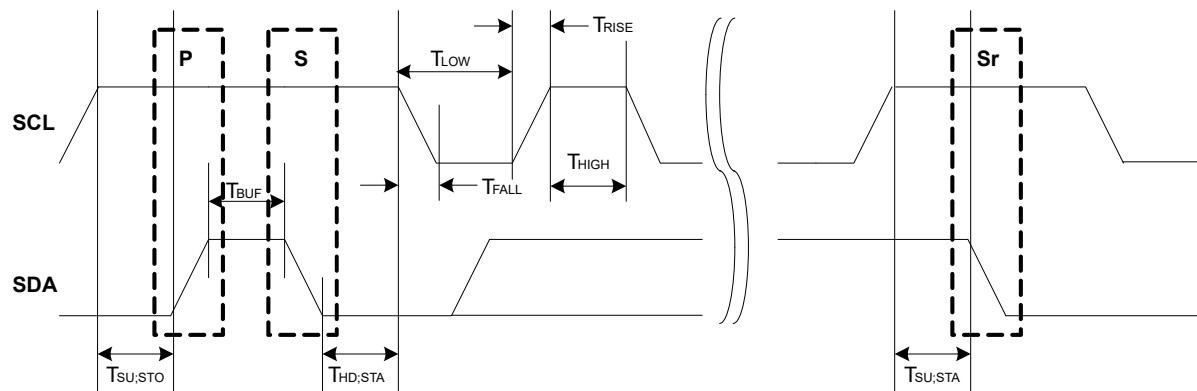 P
S
TRISE
Sr
TLOW
SCL
THIGH
TFALL
TBUF
SDA
TSU;STO
THD;STA
TSU;STA